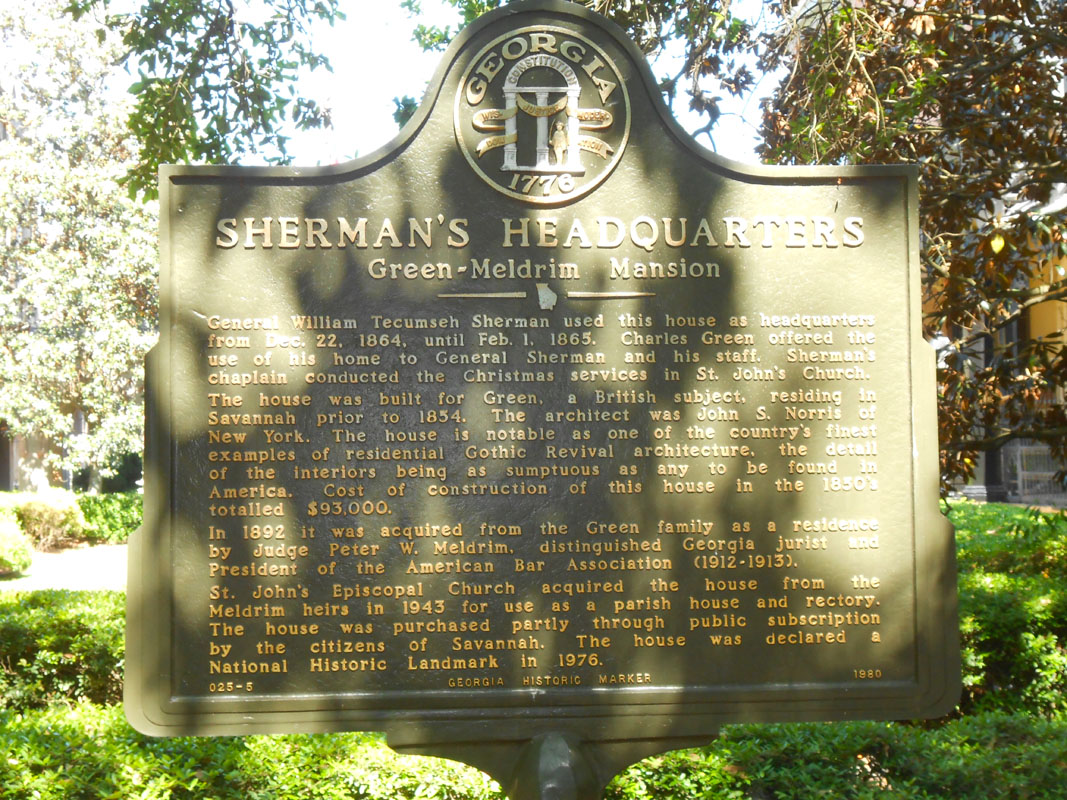 GEORGIA
CONSTITUTION
1776
SHERMAN'S HEADQUARTERS
Green-Meldrim Mansion
General William Tecumseh Sherman used this house as headquarters
from Dec. 22, 1864, until Feb. 1, 1865. Charles Green offered the
use of his home to General Sherman and his staff. Sherman's
chaplain conducted the Christmas services in St. John's Church.
The house was built for Green, a British subject, residing in
Savannah prior to 1854. The architect was John S. Norris of
New York. The house is notable as one of the country's finest
examples of residential Gothic Revival architecture, the detail
of the interiors being as sumptuous as any to be found in
America. Cost of construction of this house in the 1850's
totalled $93,000.
In 1892 it was acquired from the Green family as a residence
by Judge Peter W. Meldrim, distinguished Georgia jurist and
President of the American Bar Association (1912-1913).
St. John's Episcopal Church acquired the house from the
Meldrim heirs in 1943 for use as a parish house and rectory.
The house was purchased partly through public subscription
by the citizens of Savannah. The house was declared a
National Historic Landmark in 1976.
025-5 GEORGIA HISTORIC MARKER 1980